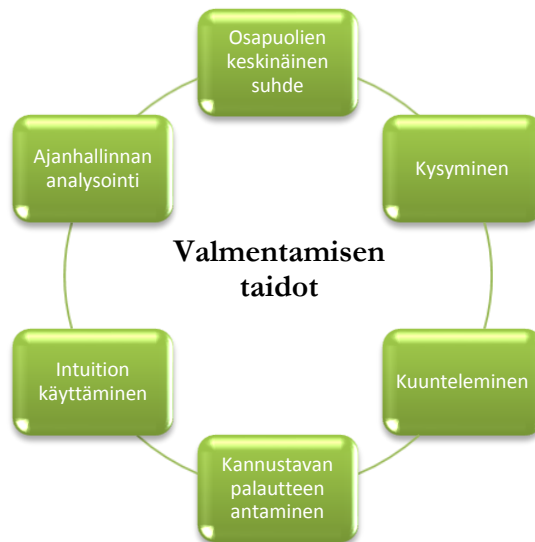 Osapuolien
keskinäinen
suhde
Kysyminen
Kuunteleminen
Kannustavan
palautteen
antaminen
Intuition
käyttäminen
Ajanhallinnan
analysointi
Valmentamisen
taidot